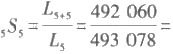 ₅S₅ = L₅₊₅ / L₅ = 492 060 / 493 078 =